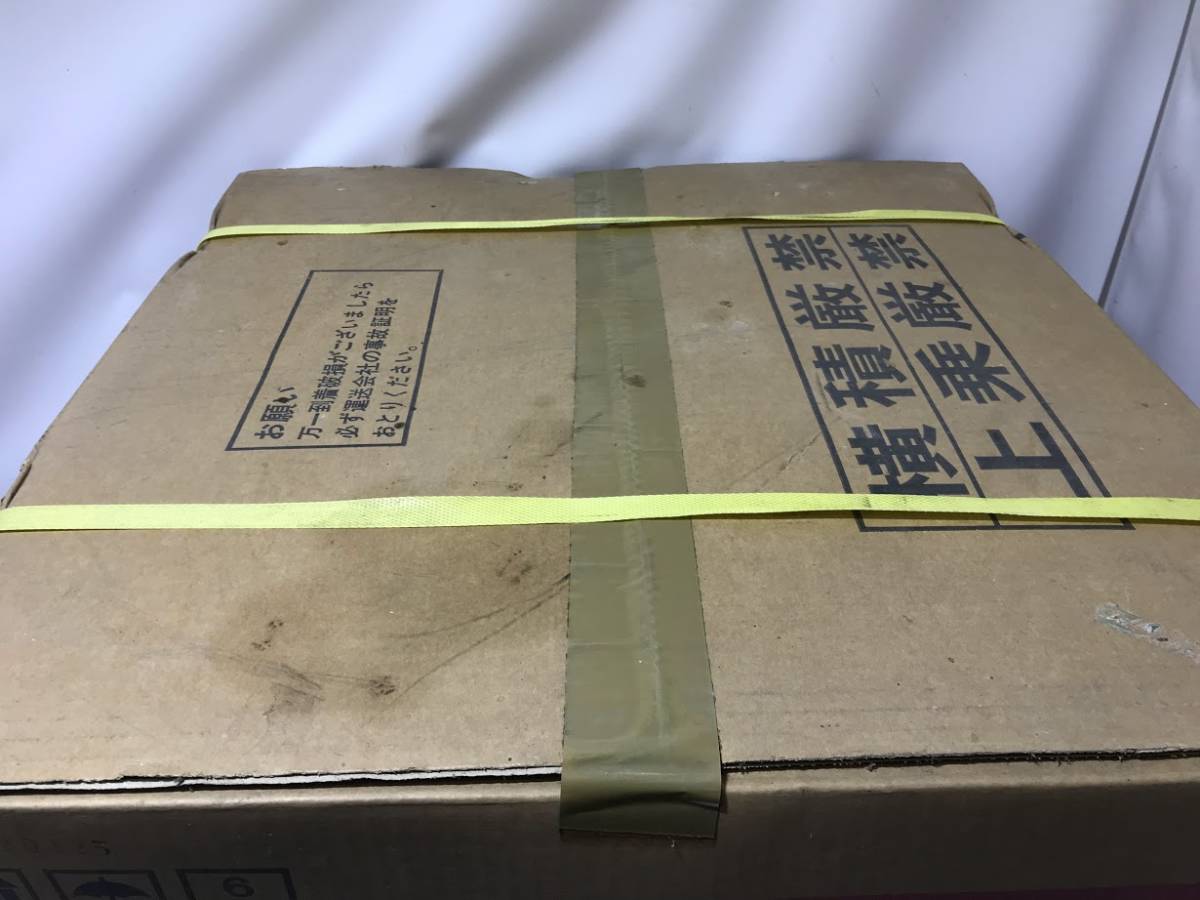 お願い
万一到着破損がございましたら
必ず運送会社の事故証明を
おとりください。
横積厳禁
上乗厳禁
6